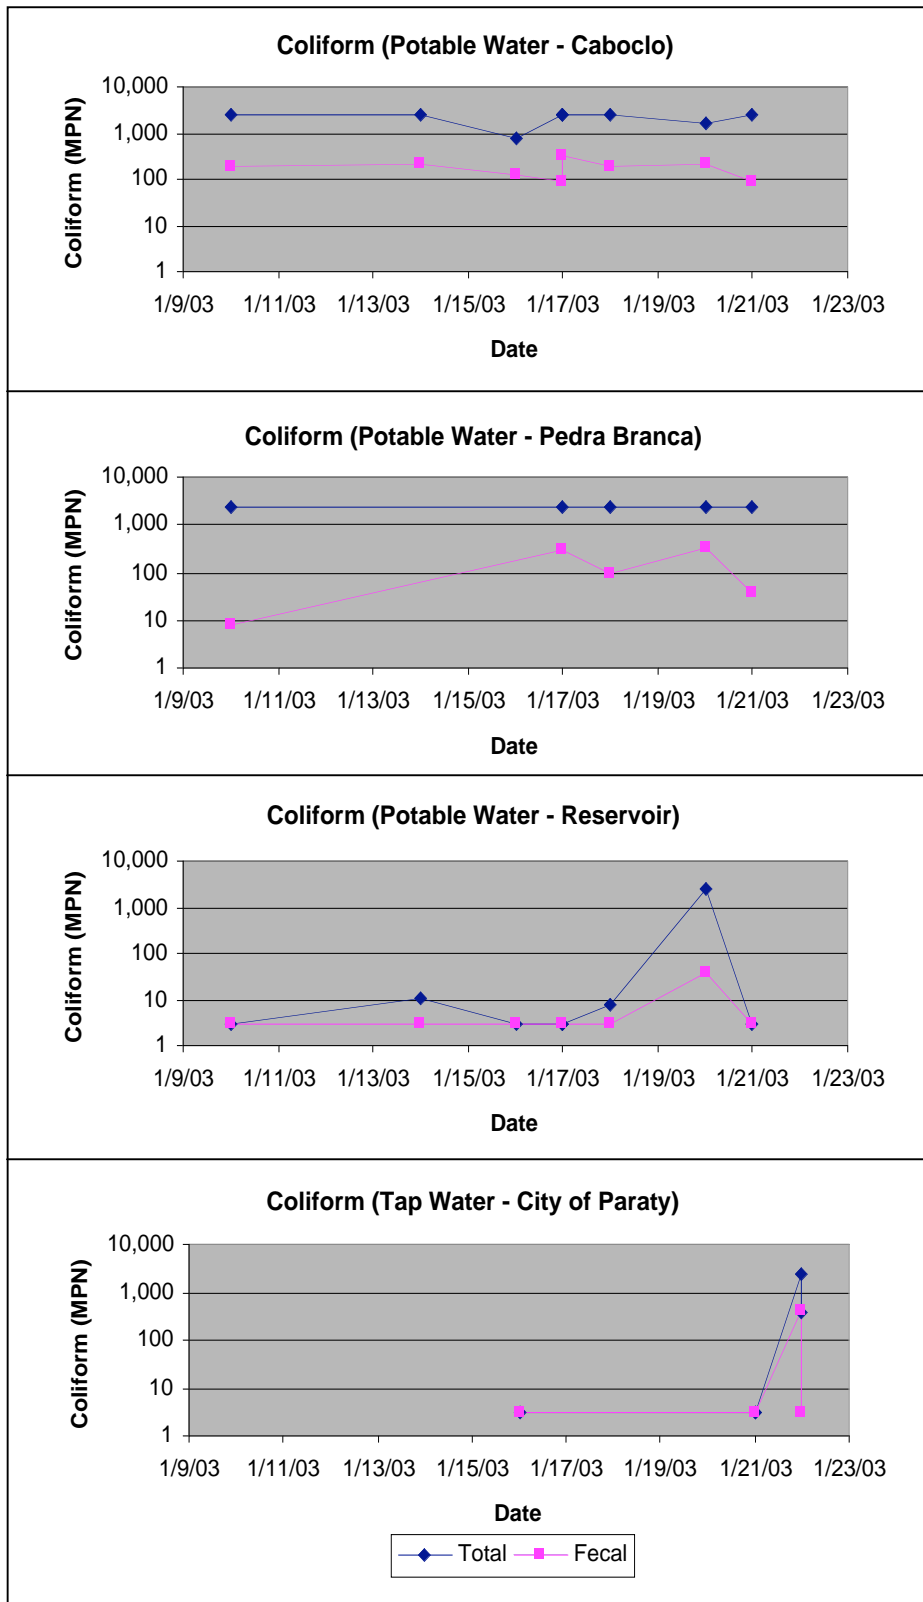 Coliform (Potable Water - Caboclo)
Coliform (MPN)
10,000
1,000
100
10
1
1/9/03 1/11/03 1/13/03 1/15/03 1/17/03 1/19/03 1/21/03 1/23/03
Date
Coliform (Potable Water - Pedra Branca)
Coliform (MPN)
10,000
1,000
100
10
1
1/9/03 1/11/03 1/13/03 1/15/03 1/17/03 1/19/03 1/21/03 1/23/03
Date
Coliform (Potable Water - Reservoir)
Coliform (MPN)
10,000
1,000
100
10
1
1/9/03 1/11/03 1/13/03 1/15/03 1/17/03 1/19/03 1/21/03 1/23/03
Date
Coliform (Tap Water - City of Paraty)
Coliform (MPN)
10,000
1,000
100
10
1
1/9/03 1/11/03 1/13/03 1/15/03 1/17/03 1/19/03 1/21/03 1/23/03
Date
Total Fecal